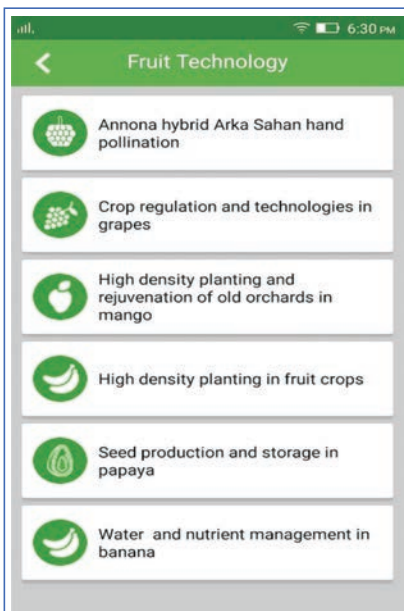 6:30 PM
Fruit Technology
Annona hybrid Arka Sahan hand
pollination
Crop regulation and technologies in
grapes
High density planting and
rejuvenation of old orchards in
mango
High density planting in fruit crops
Seed production and storage in
papaya
Water and nutrient management in
banana